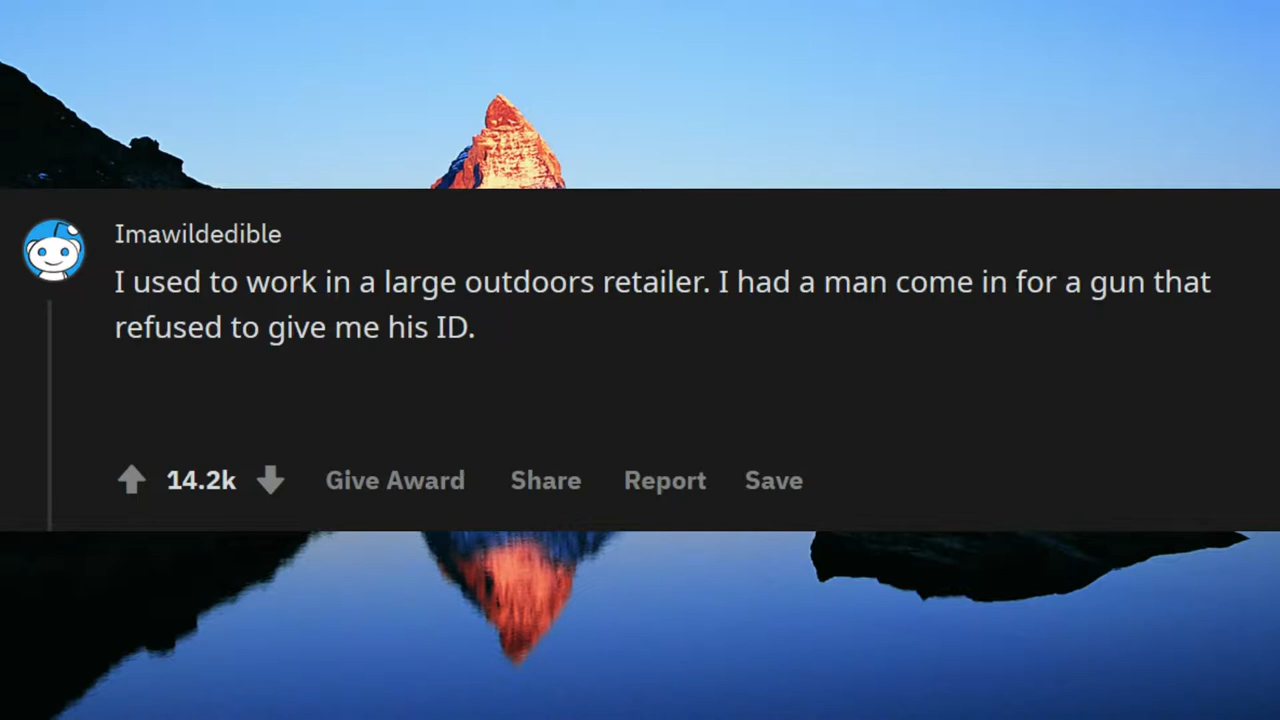 Imawildedible
I used to work in a large outdoors retailer. I had a man come in for a gun that
refused to give me his ID.
14.2k Give Award Share Report Save